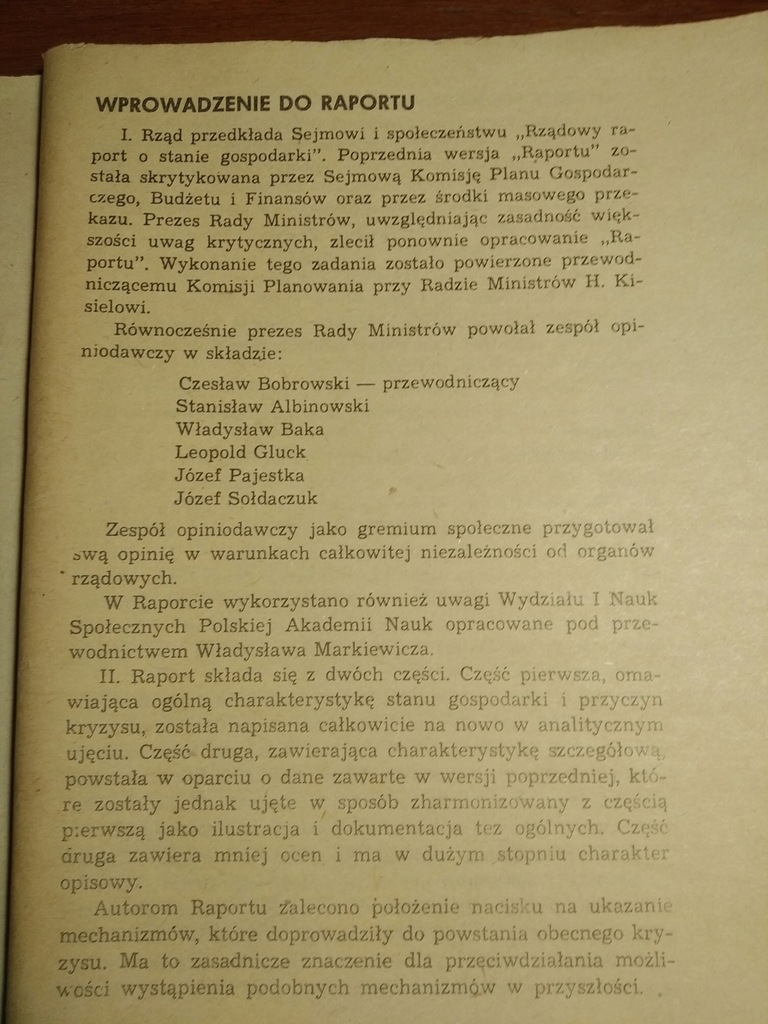 WPROWADZENIE DO RAPORTU
I. Rząd przedkłada Sejmowi i społeczeństwu „Rządowy ra-
port o stanie gospodarki”. Poprzednia wersja „Raportu” zo-
stała skrytykowana przez Sejmową Komisję Planu Gospodar-
czego, Budżetu i Finansów oraz przez środki masowego prze-
kazu. Prezes Rady Ministrów, uwzględniając zasadność więk-
szości uwag krytycznych, zlecił ponownie opracowanie „Ra-
portu”. Wykonanie tego zadania zostało powierzone przewod-
niczącemu Komisji Planowania przy Radzie Ministrów H. Ki-
sielowi.
Równocześnie prezes Rady Ministrów powołał zespół opi-
niodawczy w składzie:
Czesław Bobrowski — przewodniczący
Stanisław Albinowski
Władysław Baka
Leopold Gluck
Józef Pajestka
Józef Sołdaczuk
Zespół opiniodawczy jako gremium społeczne przygotował
swą opinię w warunkach całkowitej niezależności od organów
rządowych.
W Raporcie wykorzystano również uwagi Wydziału I Nauk
Społecznych Polskiej Akademii Nauk opracowane pod prze-
wodnictwem Władysława Markiewicza.
II. Raport składa się z dwóch części. Część pierwsza, oma-
wiająca ogólną charakterystykę stanu gospodarki i przyczyn
kryzysu, została napisana całkowicie na nowo w analitycznym
ujęciu. Część druga, zawierająca charakterystykę szczegółową,
powstała w oparciu o dane zawarte w wersji poprzedniej, któ-
re zostały jednak ujęte w sposób zharmonizowany z częścią
pierwszą jako ilustracja i dokumentacja tez ogólnych. Część
druga zawiera mniej ocen i ma w dużym stopniu charakter
opisowy.
Autorom Raportu zalecono położenie nacisku na ukazanie
mechanizmów, które doprowadziły do powstania obecnego kry-
zysu. Ma to zasadnicze znaczenie dla przeciwdziałania możli-
wości wystąpienia podobnych mechanizmów w przyszłości.